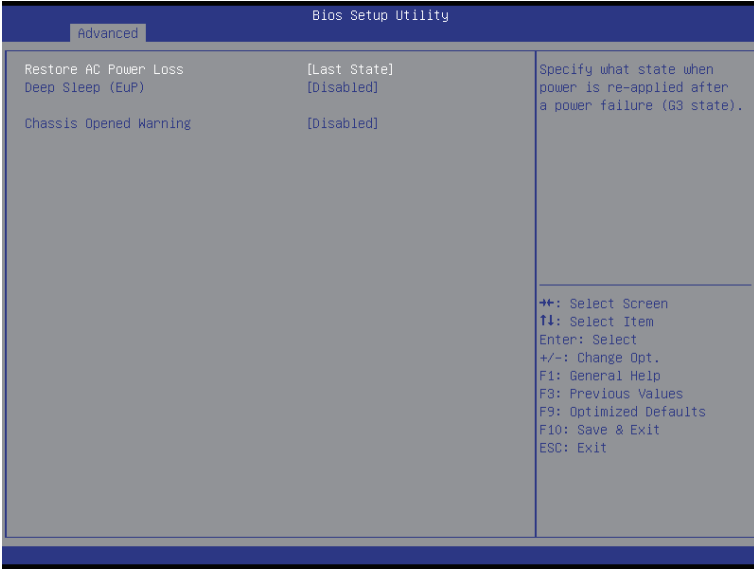 Bios Setup Utility
Advanced
Restore AC Power Loss [Last State]
Deep Sleep (EuP) [Disabled]
Chassis Opened Warning [Disabled]
Specify what state when
power is re-applied after
a power failure (G3 state).
→←: Select Screen
↑↓: Select Item
Enter: Select
+/-: Change Opt.
F1: General Help
F3: Previous Values
F9: Optimized Defaults
F10: Save & Exit
ESC: Exit